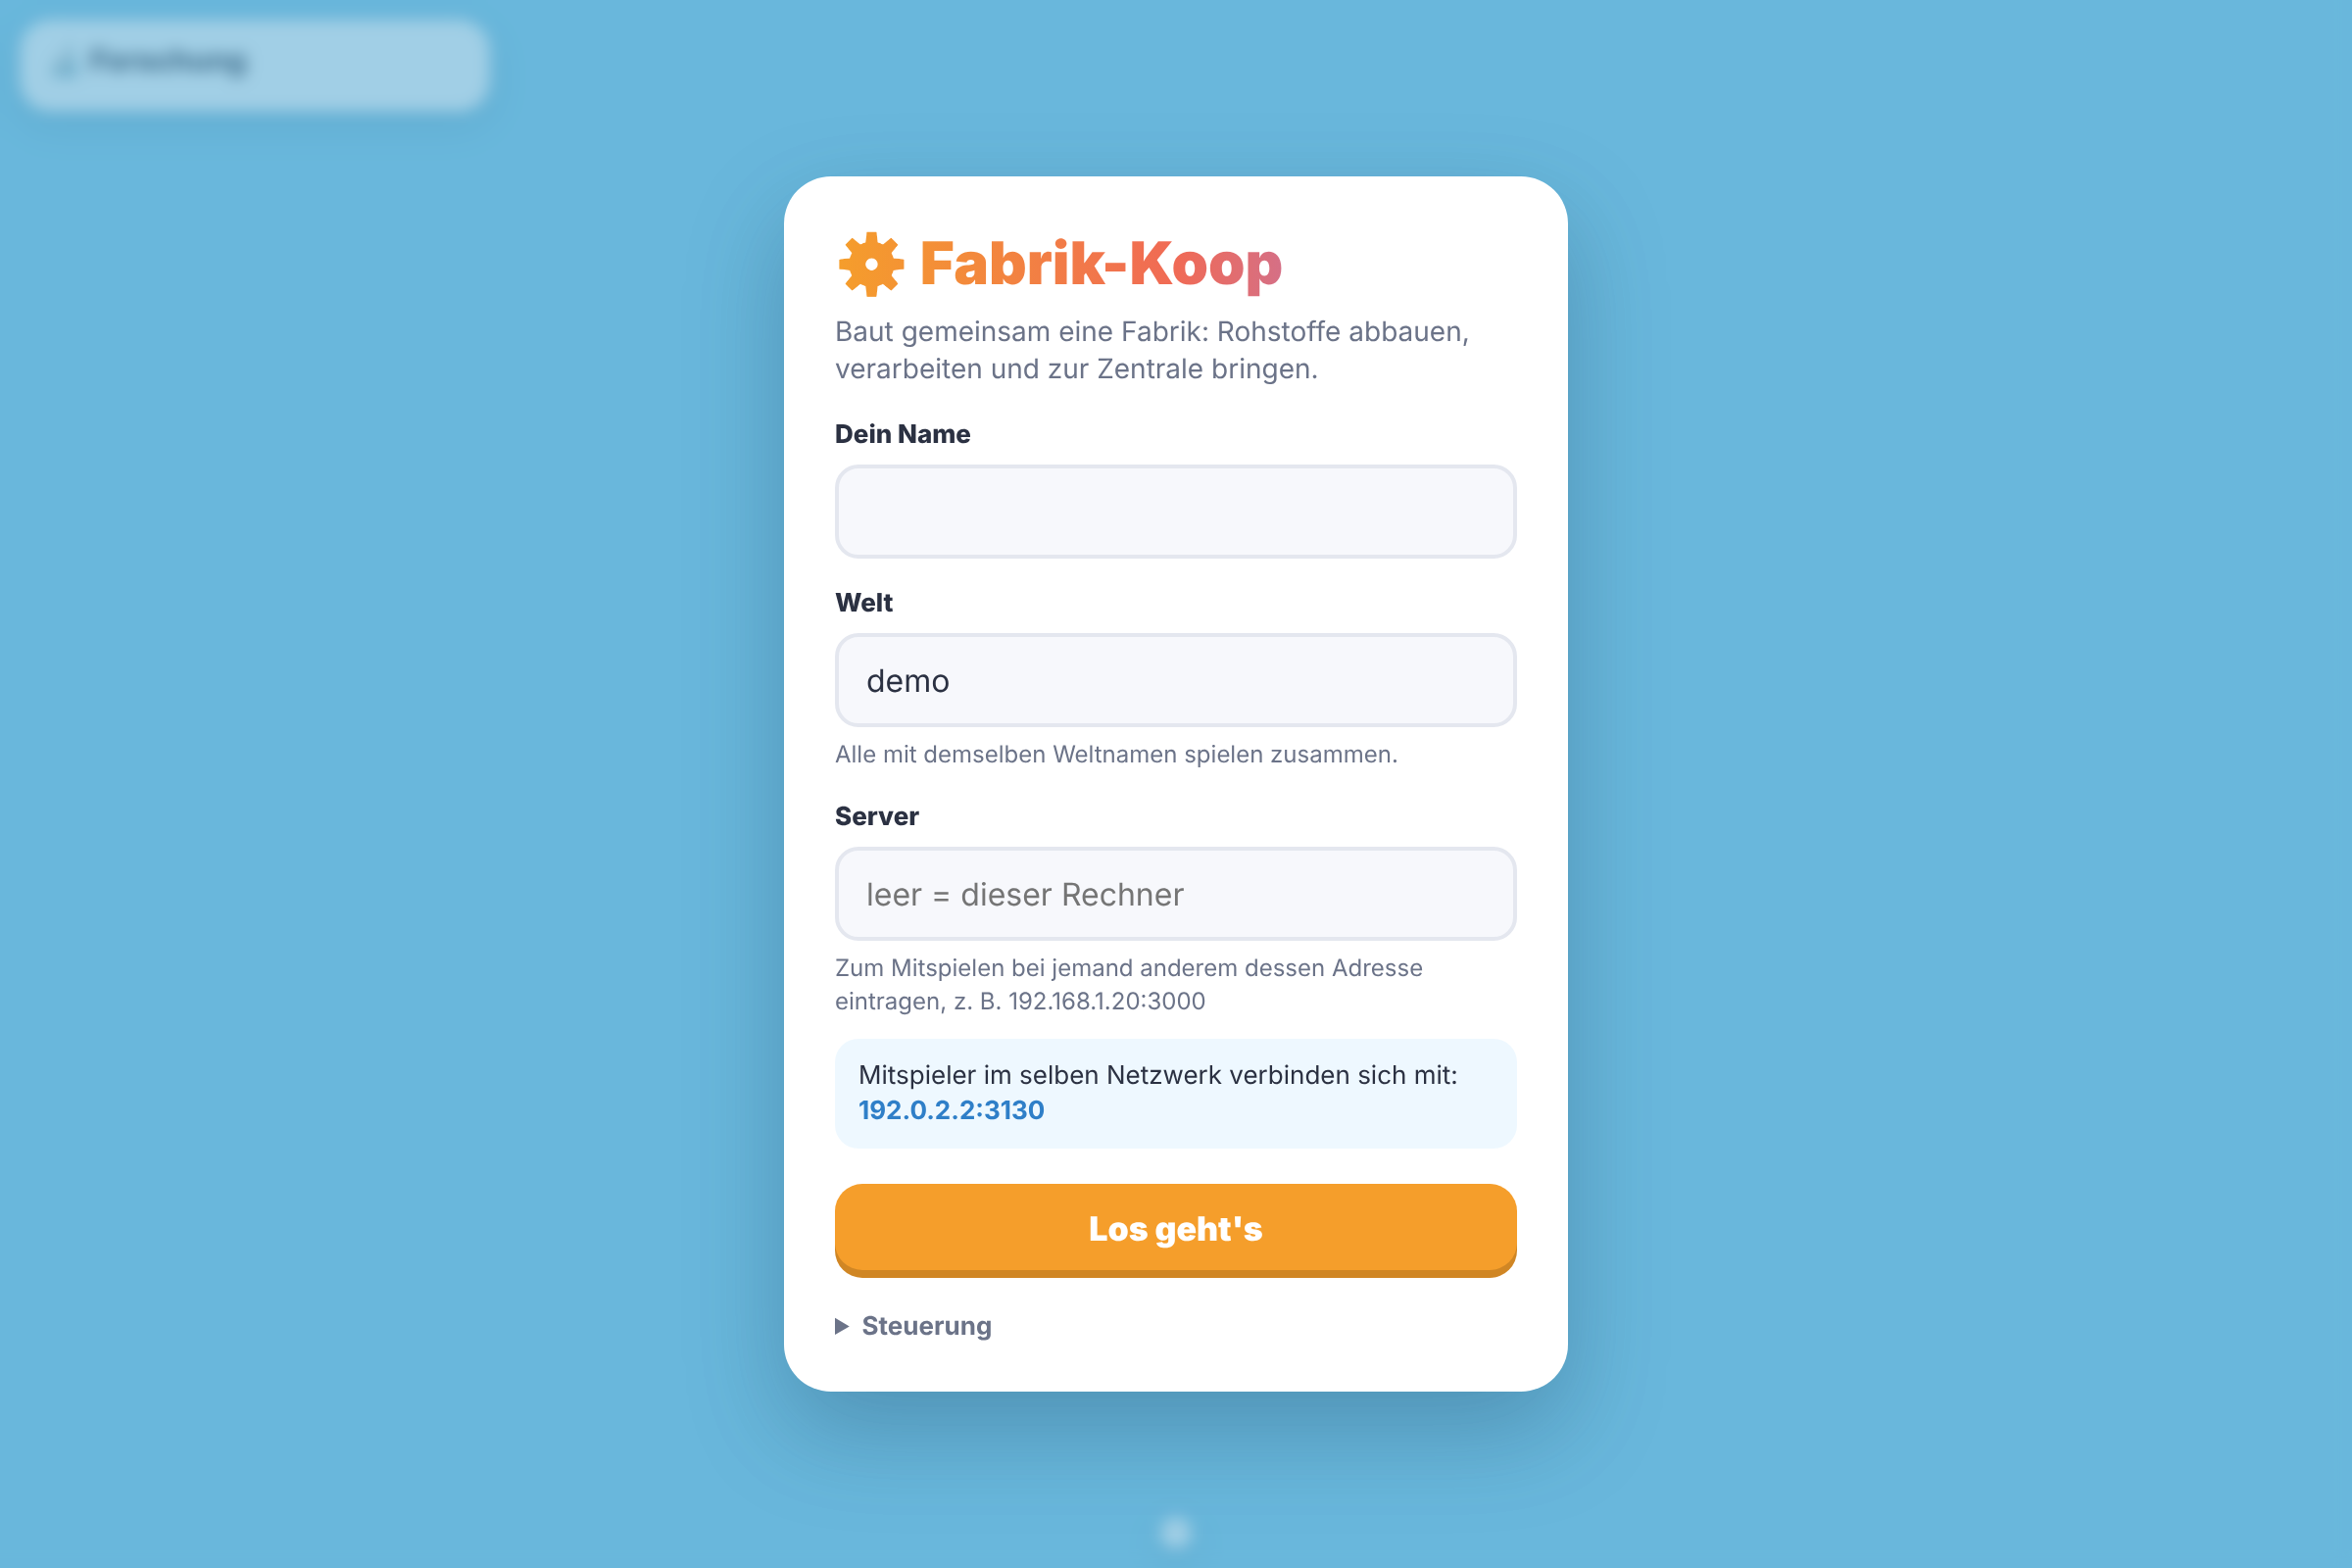 Forschung
Fabrik-Koop
Baut gemeinsam eine Fabrik: Rohstoffe abbauen,
verarbeiten und zur Zentrale bringen.
Dein Name
Welt
demo
Alle mit demselben Weltnamen spielen zusammen.
Server
leer = dieser Rechner
Zum Mitspielen bei jemand anderem dessen Adresse
eintragen, z. B. 192.168.1.20:3000
Mitspieler im selben Netzwerk verbinden sich mit:
192.0.2.2:3130
Los geht's
Steuerung